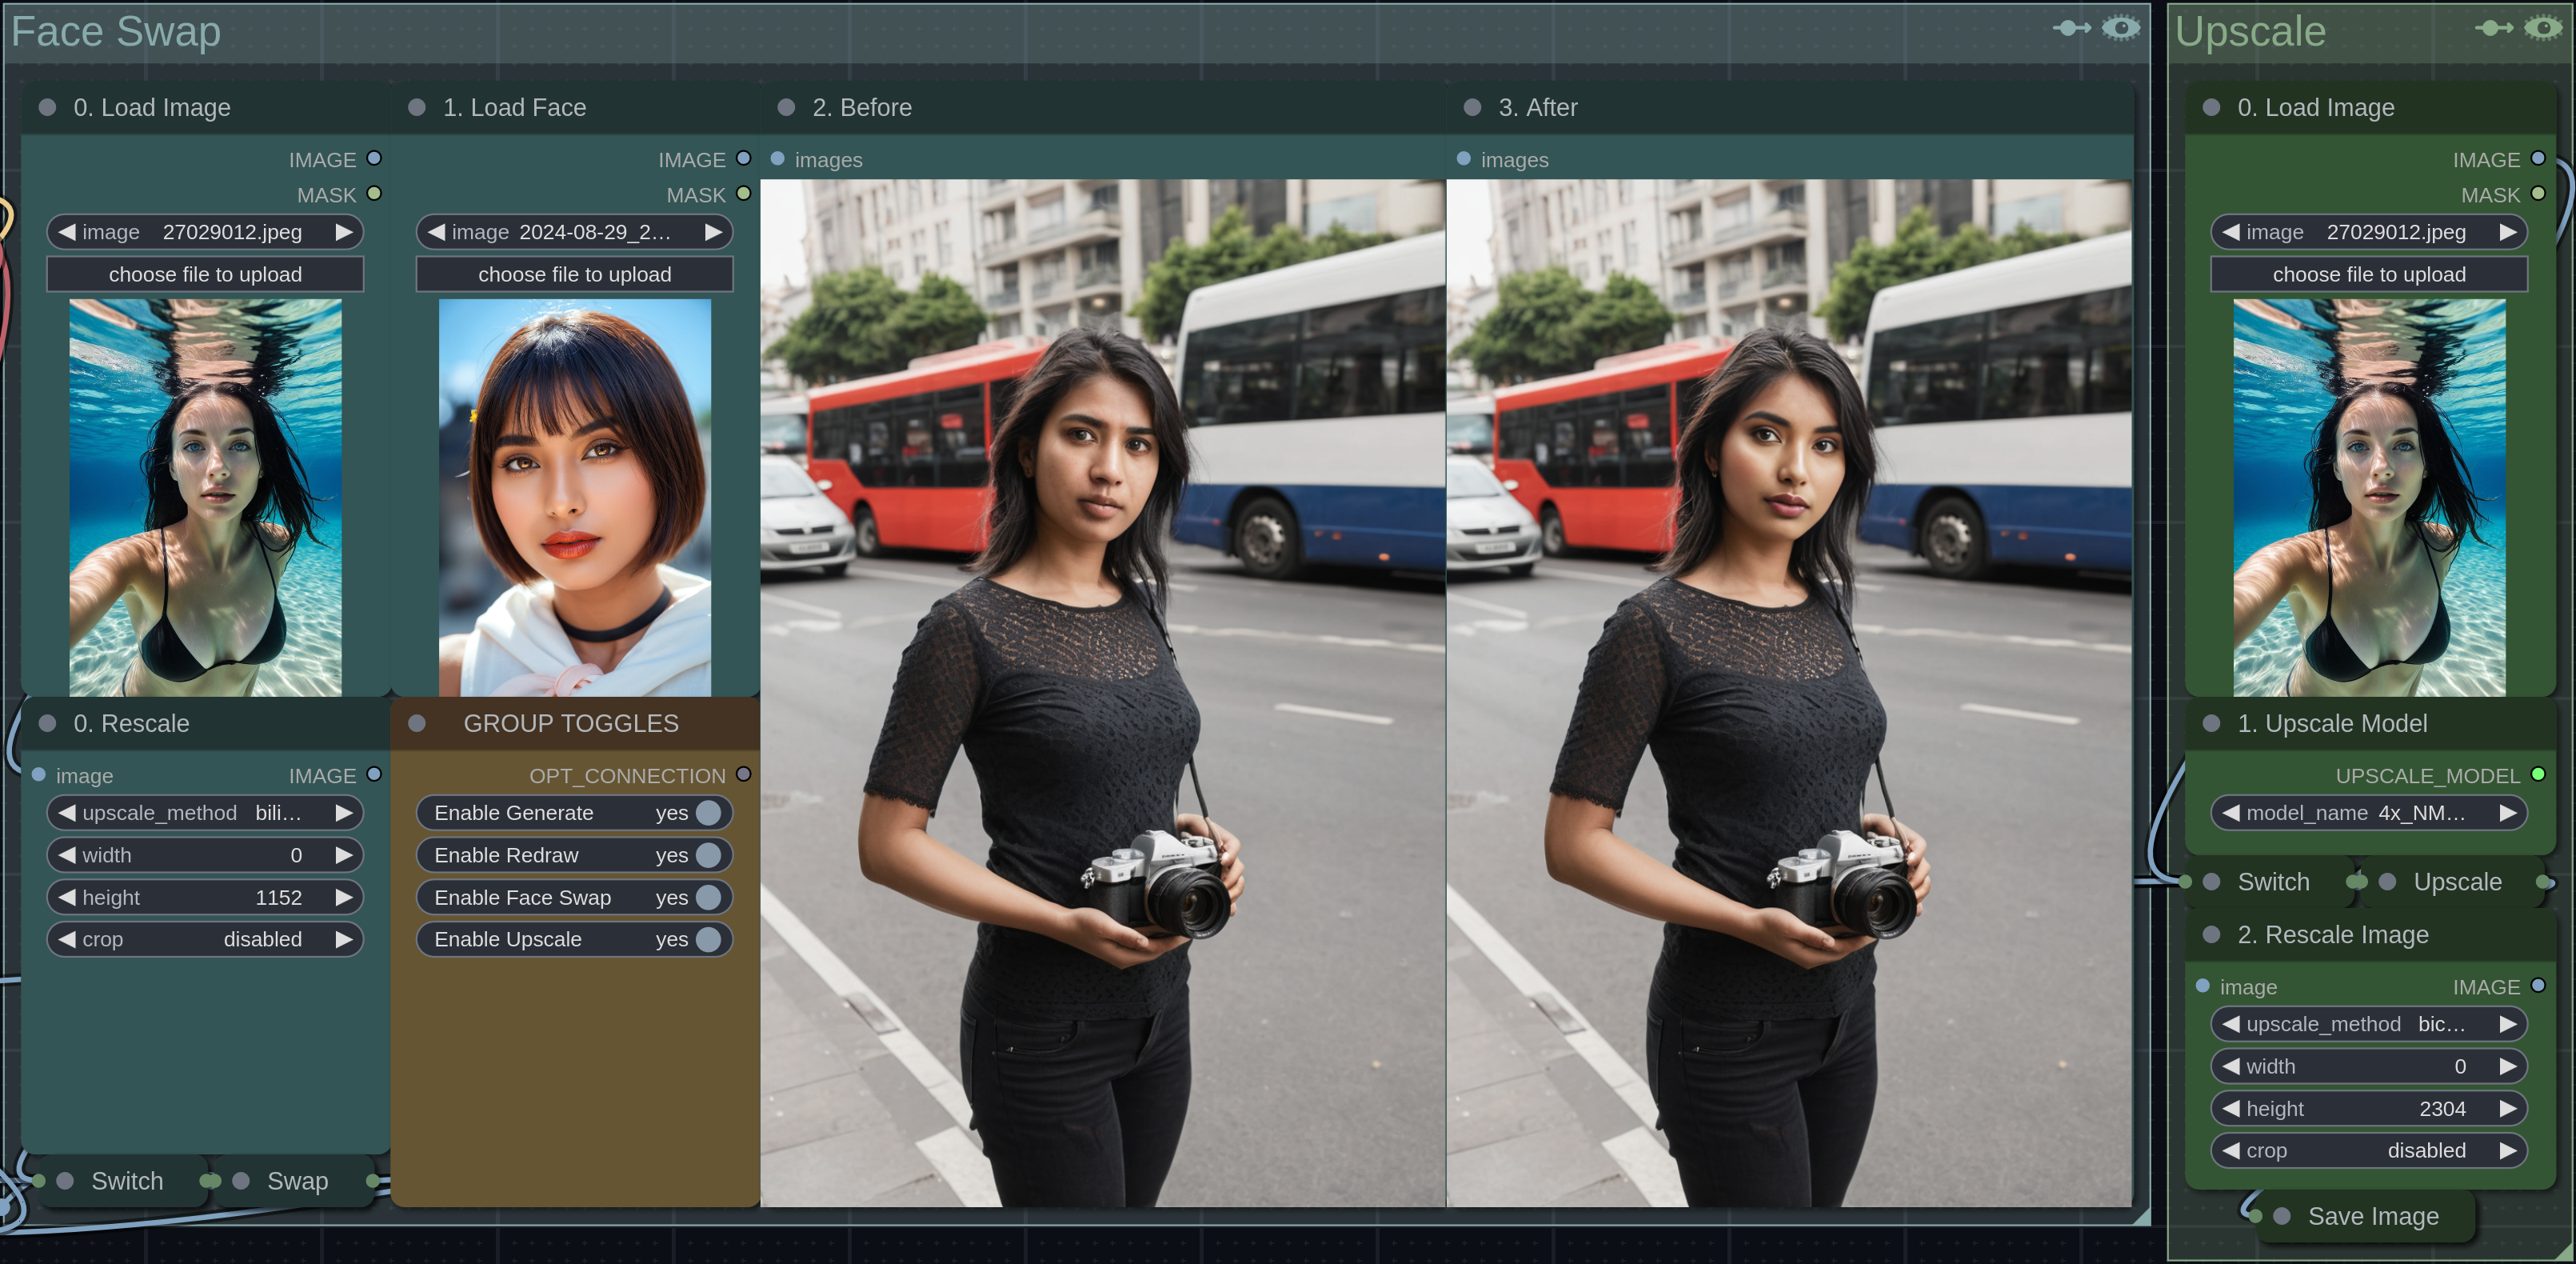 Face Swap
0. Load Image
IMAGE
MASK
image 27029012.jpeg
choose file to upload
0. Rescale
image IMAGE
upscale_method bili…
width 0
height 1152
crop disabled
Switch
Swap
1. Load Face
IMAGE
MASK
image 2024-08-29_2…
choose file to upload
GROUP TOGGLES
OPT_CONNECTION
Enable Generate yes
Enable Redraw yes
Enable Face Swap yes
Enable Upscale yes
2. Before
images
3. After
images
Upscale
0. Load Image
IMAGE
MASK
image 27029012.jpeg
choose file to upload
1. Upscale Model
UPSCALE_MODEL
model_name 4x_NM…
Switch
Upscale
2. Rescale Image
image IMAGE
upscale_method bic…
width 0
height 2304
crop disabled
Save Image